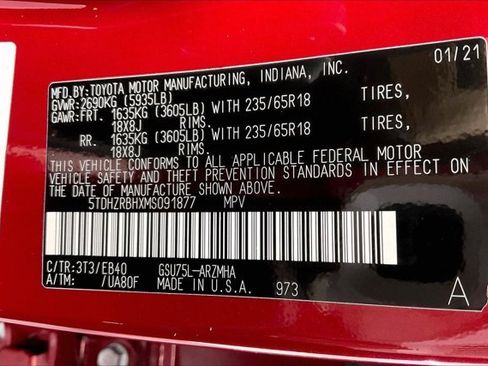 MFD.BY: TOYOTA MOTOR MANUFACTURING, INDIANA, INC. 01/21
GVWR: 2690KG (5935LB)
GAWR: FRT. 1635KG (3605LB) WITH 235/65R18 TIRES,
18X8J RIMS.
RR. 1635KG (3605LB) WITH 235/65R18 TIRES,
18X8J RIMS.
THIS VEHICLE CONFORMS TO ALL APPLICABLE FEDERAL MOTOR
VEHICLE SAFETY AND THEFT PREVENTION STANDARDS IN EFFECT ON
THE DATE OF MANUFACTURE SHOWN ABOVE.
5TDHZRBHXMS091877 MPV
C/TR: 3T3/EB40 GSU75L-ARZMHA
A/TM: /UA80F MADE IN U.S.A. 973 A